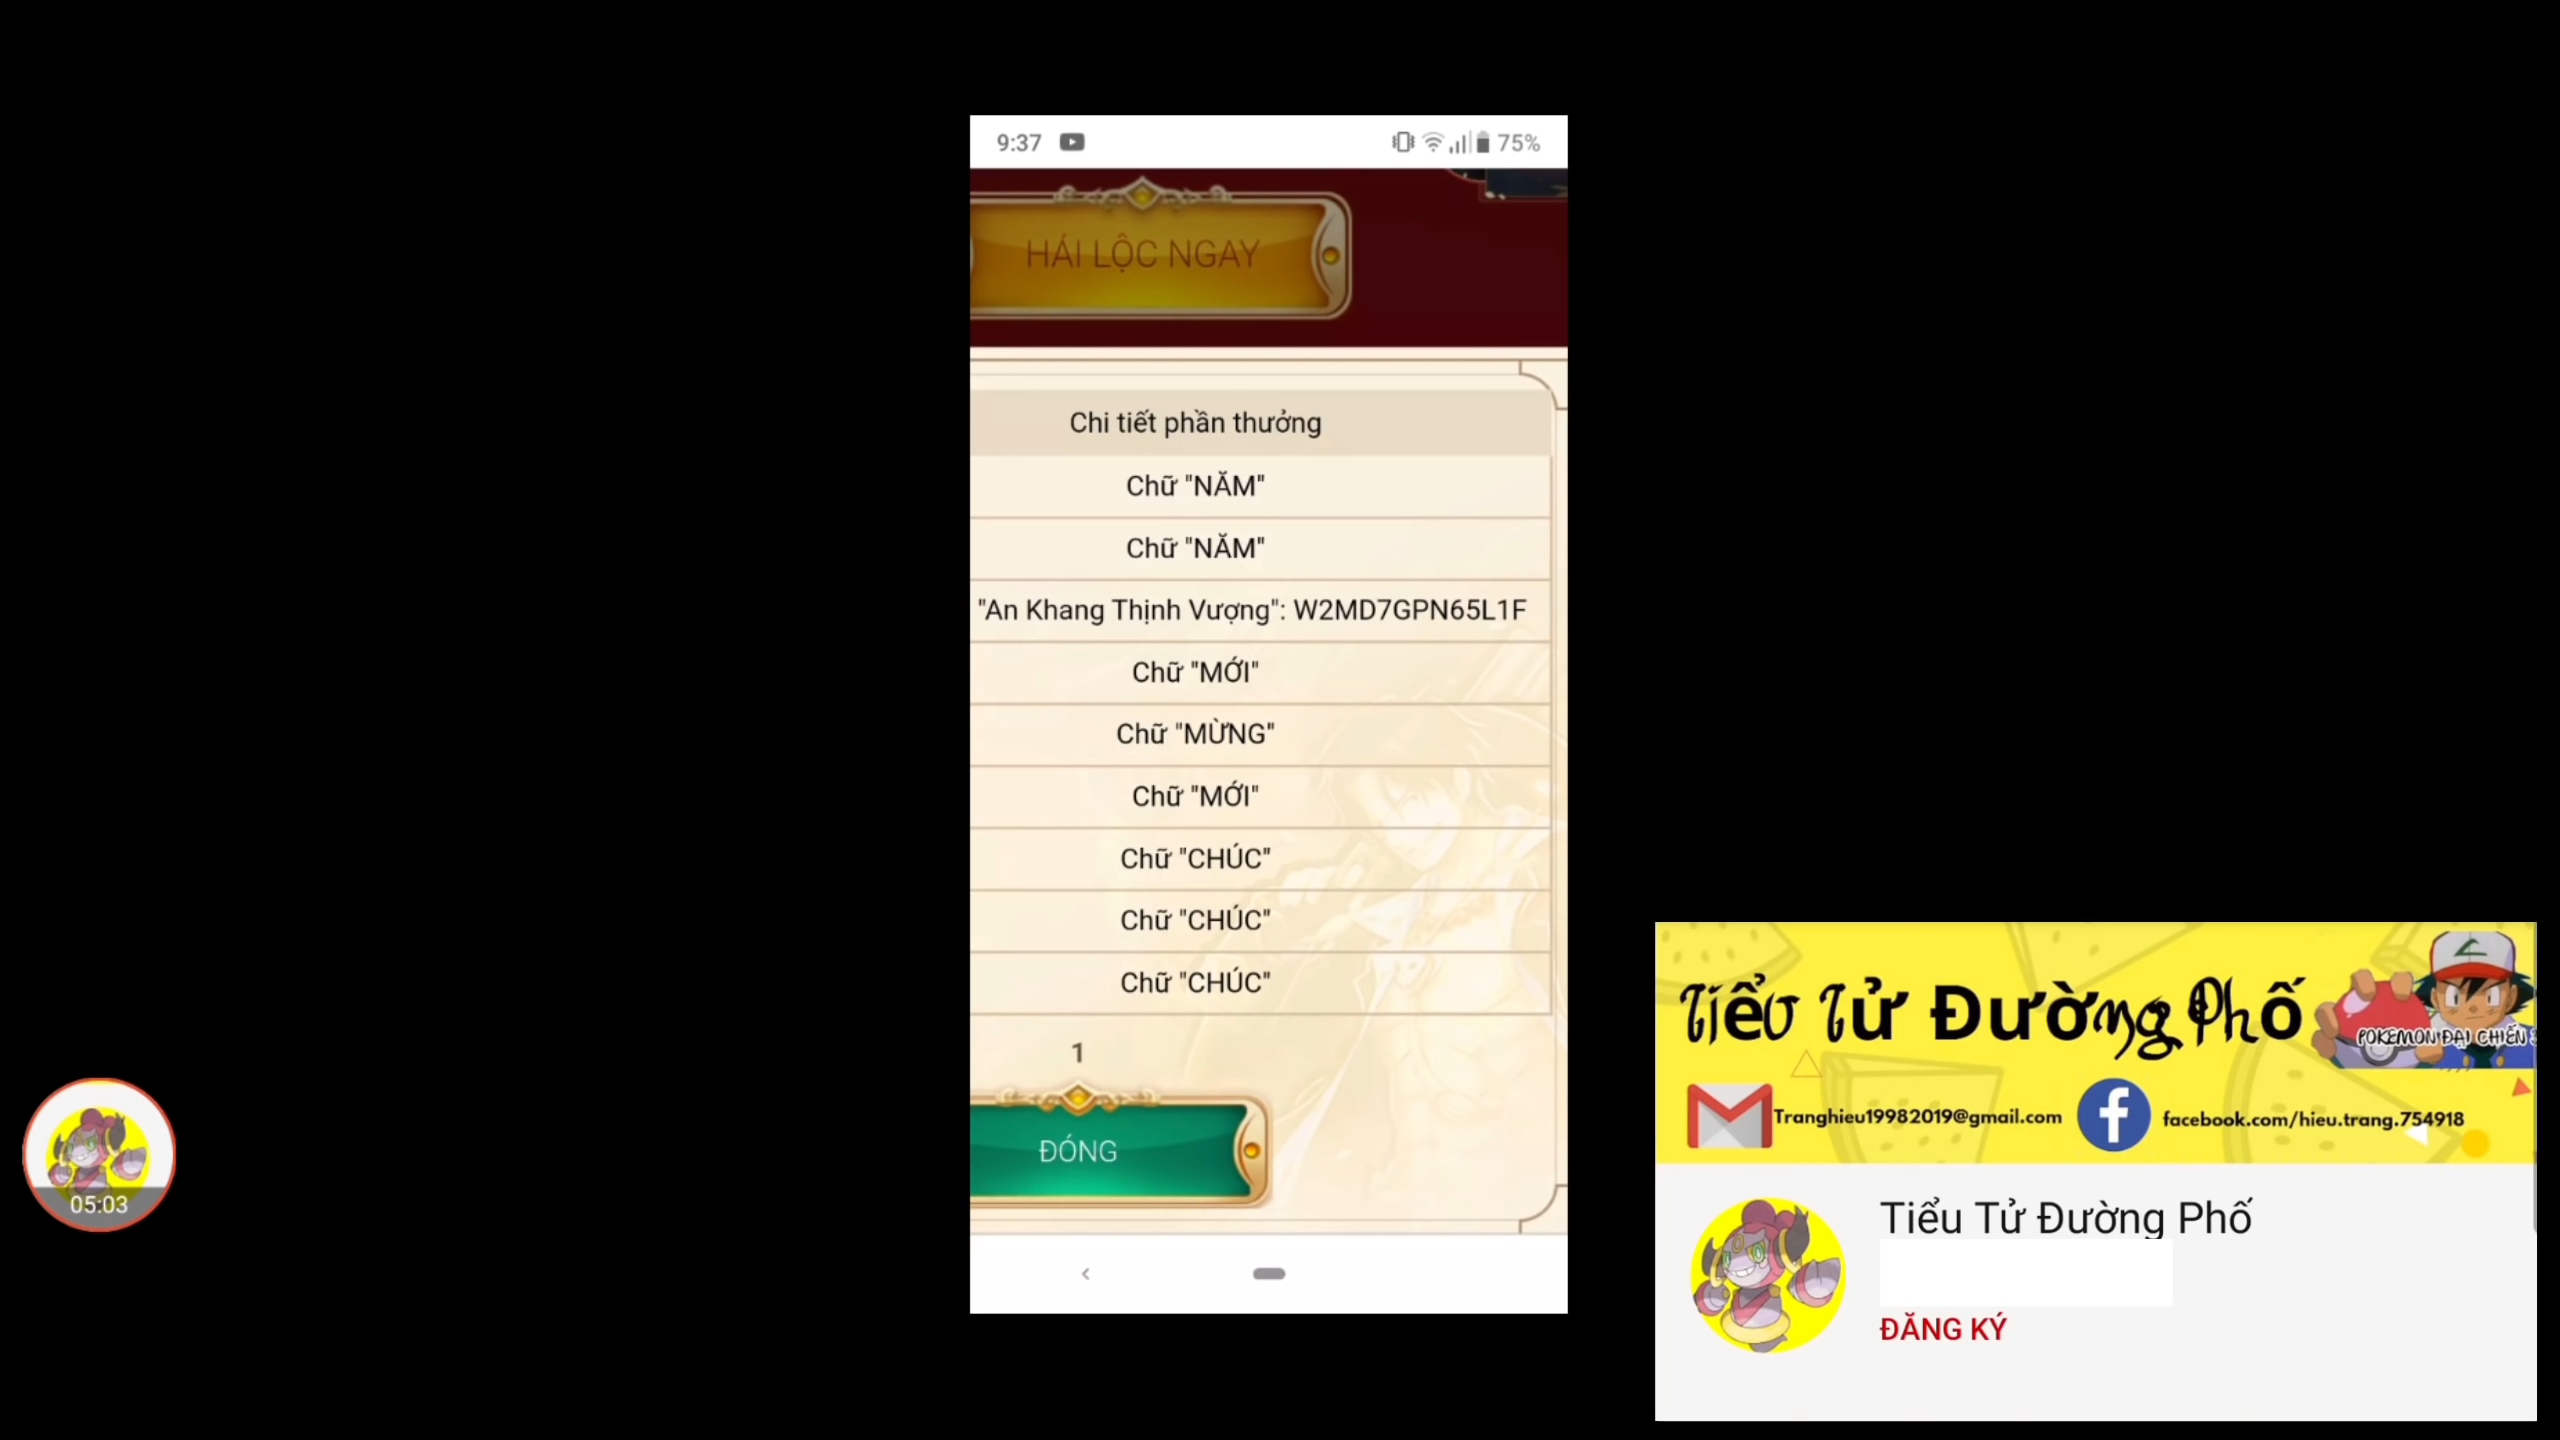 9:37
75%
HÁI LỘC NGAY
Chi tiết phần thưởng
Chữ "NĂM"
Chữ "NĂM"
"An Khang Thịnh Vượng": W2MD7GPN65L1F
Chữ "MỚI"
Chữ "MỪNG"
Chữ "MỚI"
Chữ "CHÚC"
Chữ "CHÚC"
Chữ "CHÚC"
1
ĐÓNG
05:03
Tiểu Tử Đường Phố
POKEMON ĐẠI CHIẾN
Tranghieu19982019@gmail.com
facebook.com/hieu.trang.754918
Tiểu Tử Đường Phố
ĐĂNG KÝ